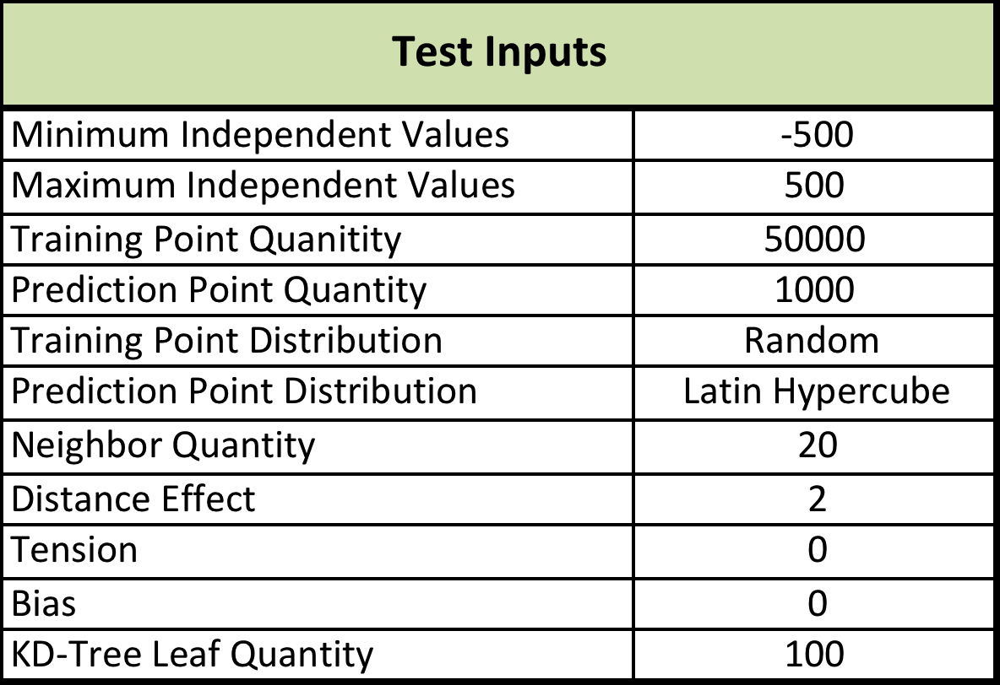 Test Inputs
Minimum Independent Values -500
Maximum Independent Values 500
Training Point Quanitity 50000
Prediction Point Quantity 1000
Training Point Distribution Random
Prediction Point Distribution Latin Hypercube
Neighbor Quantity 20
Distance Effect 2
Tension 0
Bias 0
KD-Tree Leaf Quantity 100